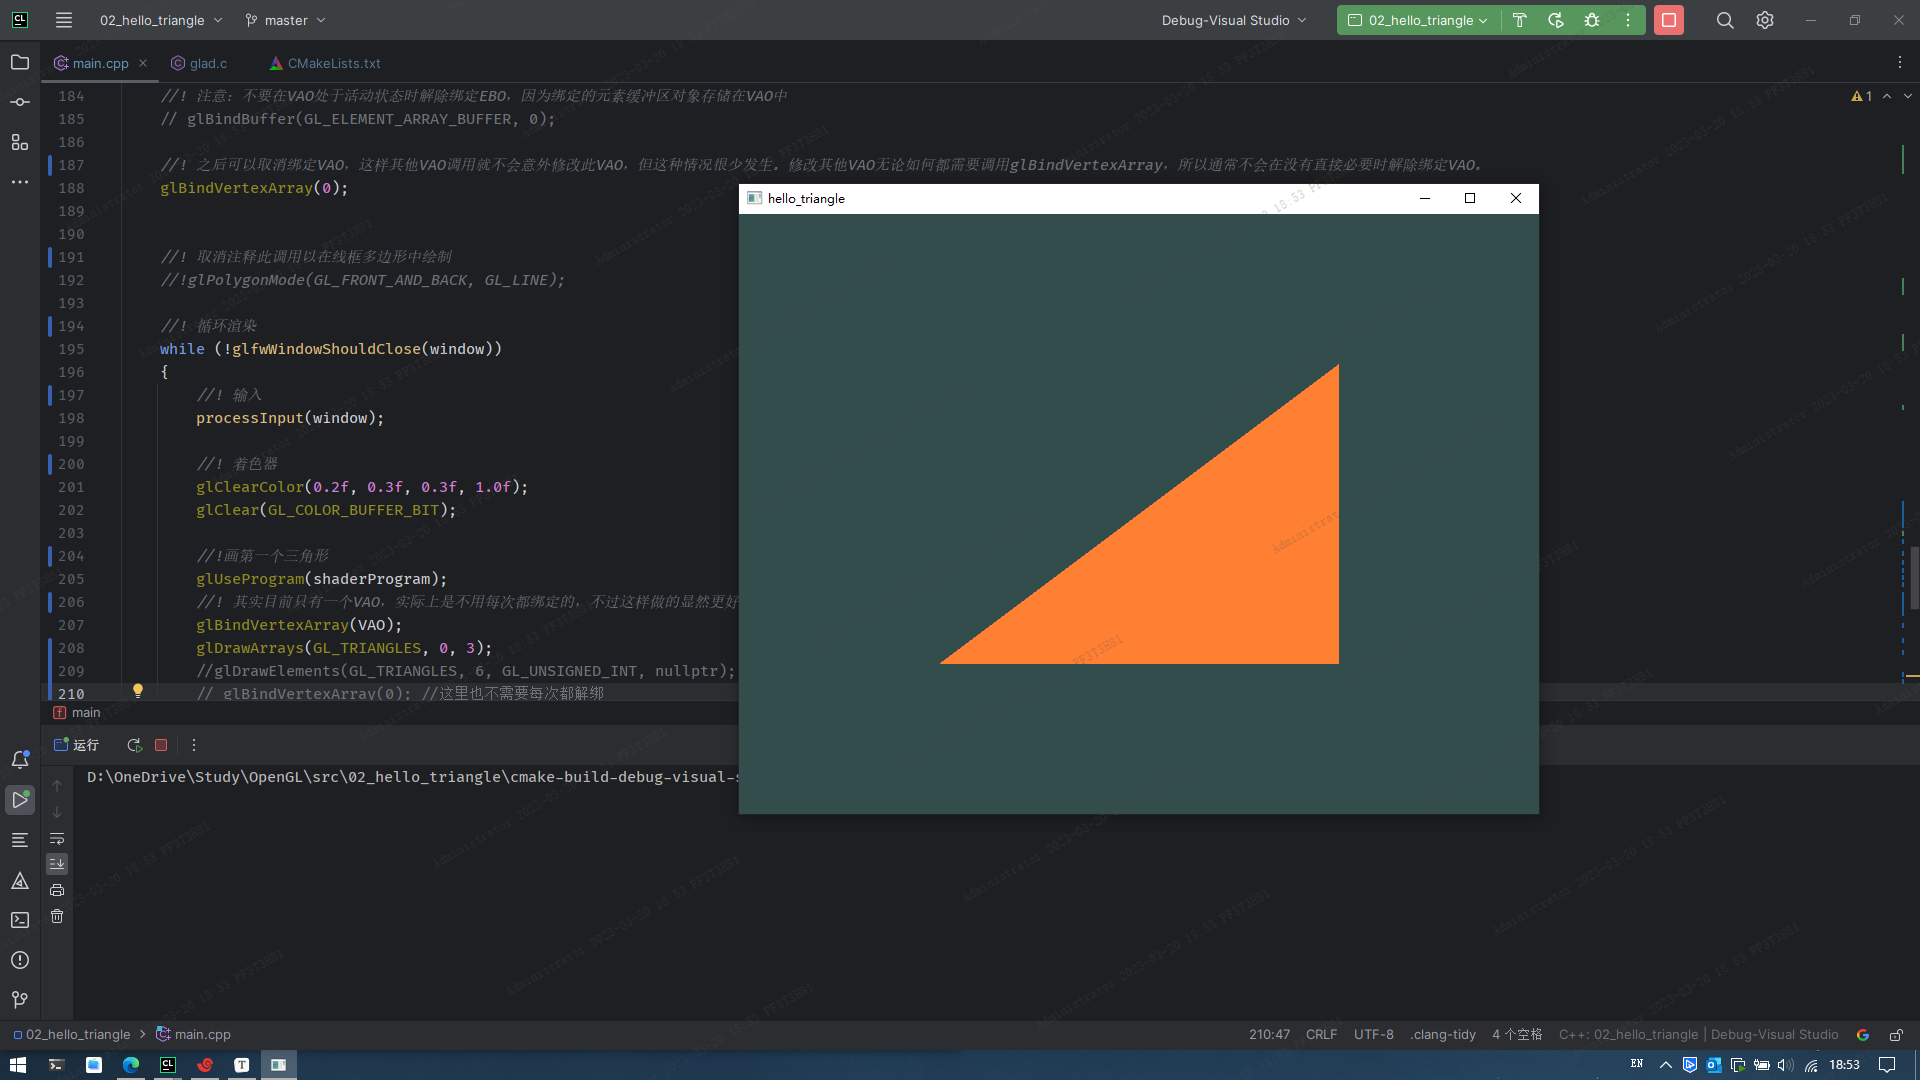 02_hello_triangle
master
Debug-Visual Studio
02_hello_triangle
main.cpp
glad.c
CMakeLists.txt
184 //! 注意：不要在VAO处于活动状态时解除绑定EBO，因为绑定的元素缓冲区对象存储在VAO中
185 // glBindBuffer(GL_ELEMENT_ARRAY_BUFFER, 0);
186
187 //! 之后可以取消绑定VAO，这样其他VAO调用就不会意外修改此VAO，但这种情况很少发生。修改其他VAO无论如何都需要调用glBindVertexArray，所以通常不会在没有直接必要时解除绑定VAO。
188 glBindVertexArray(0);
189
190
191 //! 取消注释此调用以在线框多边形中绘制
192 //!glPolygonMode(GL_FRONT_AND_BACK, GL_LINE);
193
194 //! 循环渲染
195 while (!glfwWindowShouldClose(window))
196 {
197 //! 输入
198 processInput(window);
199
200 //! 着色器
201 glClearColor(0.2f, 0.3f, 0.3f, 1.0f);
202 glClear(GL_COLOR_BUFFER_BIT);
203
204 //!画第一个三角形
205 glUseProgram(shaderProgram);
206 //! 其实目前只有一个VAO，实际上是不用每次都绑定的，不过这样做的显然更好
207 glBindVertexArray(VAO);
208 glDrawArrays(GL_TRIANGLES, 0, 3);
209 //glDrawElements(GL_TRIANGLES, 6, GL_UNSIGNED_INT, nullptr);
210 // glBindVertexArray(0); //这里也不需要每次都解绑
1
hello_triangle
main
运行
D:\OneDrive\Study\OpenGL\src\02_hello_triangle\cmake-build-debug-visual-s
02_hello_triangle
main.cpp
210:47
CRLF
UTF-8
.clang-tidy
4 个空格
C++: 02_hello_triangle | Debug-Visual Studio
EN
18:53
Administrator 2023-03-20 18:53 PF3T3HS1